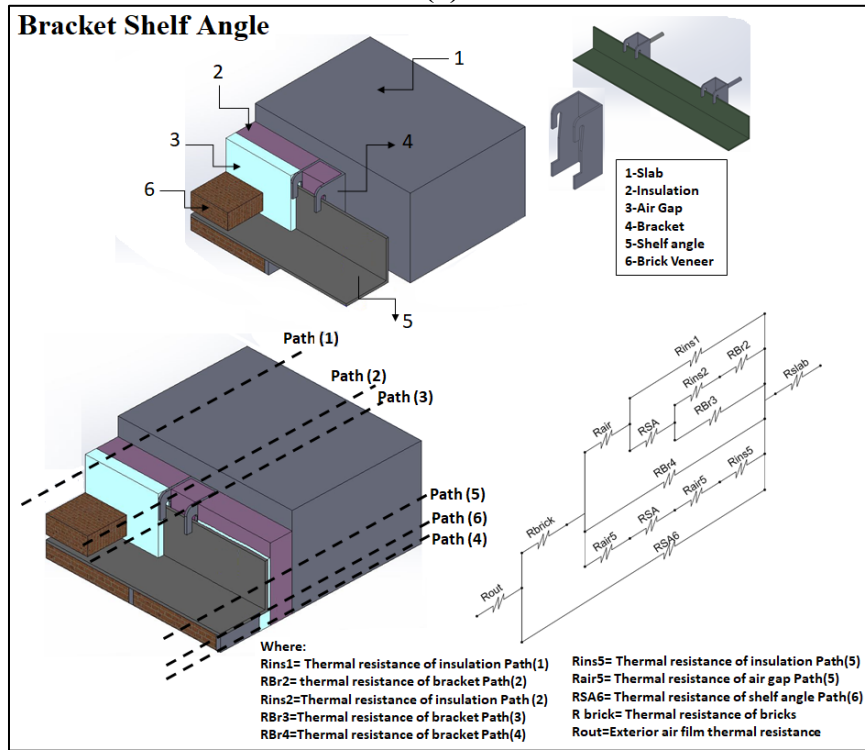 Bracket Shelf Angle
1
2
3
4
6
5
1-Slab
2-Insulation
3-Air Gap
4-Bracket
5-Shelf angle
6-Brick Veneer
Path (1)
Path (2)
Path (3)
Path (5)
Path (6)
Path (4)
Rins1
Rins2
RBr2
Rslab
Rair
RSA
RBr3
RBr4
Rins5
Rair5
Rbrick
RSA
Rair5
RSA6
Rout
Where:
Rins1= Thermal resistance of insulation Path(1)
RBr2= thermal resistance of bracket Path(2)
Rins2=Thermal resistance of insulation Path (2)
RBr3=Thermal resistance of bracket Path(3)
RBr4=Thermal resistance of bracket Path(4)
Rins5= Thermal resistance of insulation Path(5)
Rair5= Thermal resistance of air gap Path(5)
RSA6= Thermal resistance of shelf angle Path(6)
R brick= Thermal resistance of bricks
Rout=Exterior air film thermal resistance